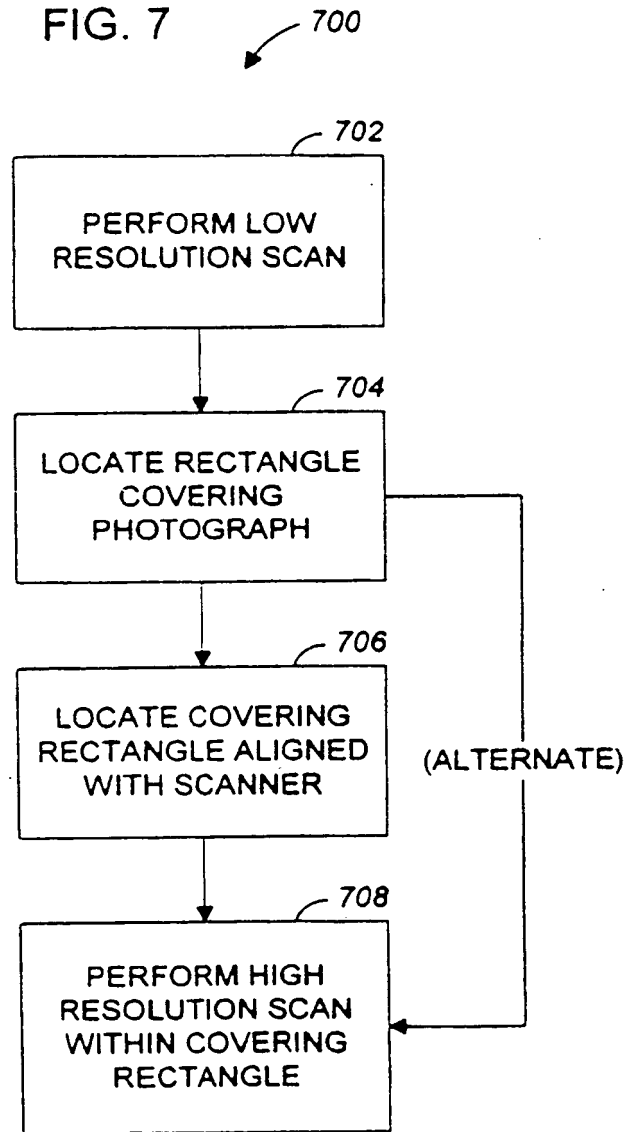 FIG. 7
700
702
PERFORM LOW
RESOLUTION SCAN
704
LOCATE RECTANGLE
COVERING
PHOTOGRAPH
706
LOCATE COVERING
RECTANGLE ALIGNED
WITH SCANNER
(ALTERNATE)
708
PERFORM HIGH
RESOLUTION SCAN
WITHIN COVERING
RECTANGLE